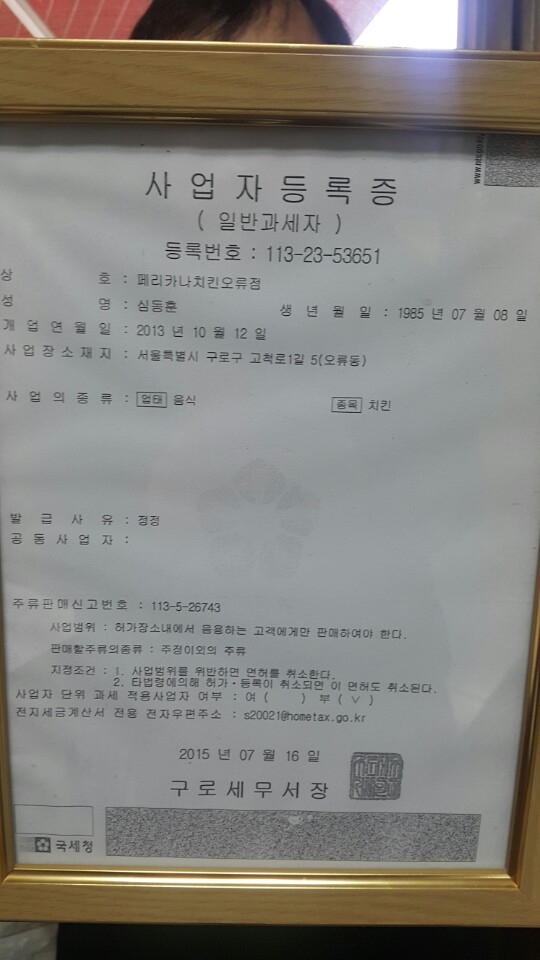 www.nts.go.kr
사업자등록증
( 일반과세자 )
등록번호 : 113-23-53651
상 호 : 페리카나치킨오류점
성 명 : 심동훈 생 년 월 일 : 1985 년 07 월 08 일
개 업 연 월 일 : 2013 년 10 월 12 일
사 업 장 소 재 지 : 서울특별시 구로구 고척로1길 5(오류동)
사 업 의 종 류 : 업태 음식 종목 치킨
발 급 사 유 : 정정
공 동 사 업 자 :
주류판매신고번호 : 113-5-26743
사업범위 : 허가장소내에서 음용하는 고객에게만 판매하여야 한다.
판매할주류의종류 : 주정이외의 주류
지정조건 : 1. 사업범위를 위반하면 면허를 취소한다.
2. 타법령에의해 허가·등록이 취소되면 이 면허도 취소된다.
사업자 단위 과세 적용사업자 여부 : 여 ( ) 부 ( ∨ )
전자세금계산서 전용 전자우편주소 : s20021@hometax.go.kr
2015 년 07 월 16 일
구로세무서장
국세청